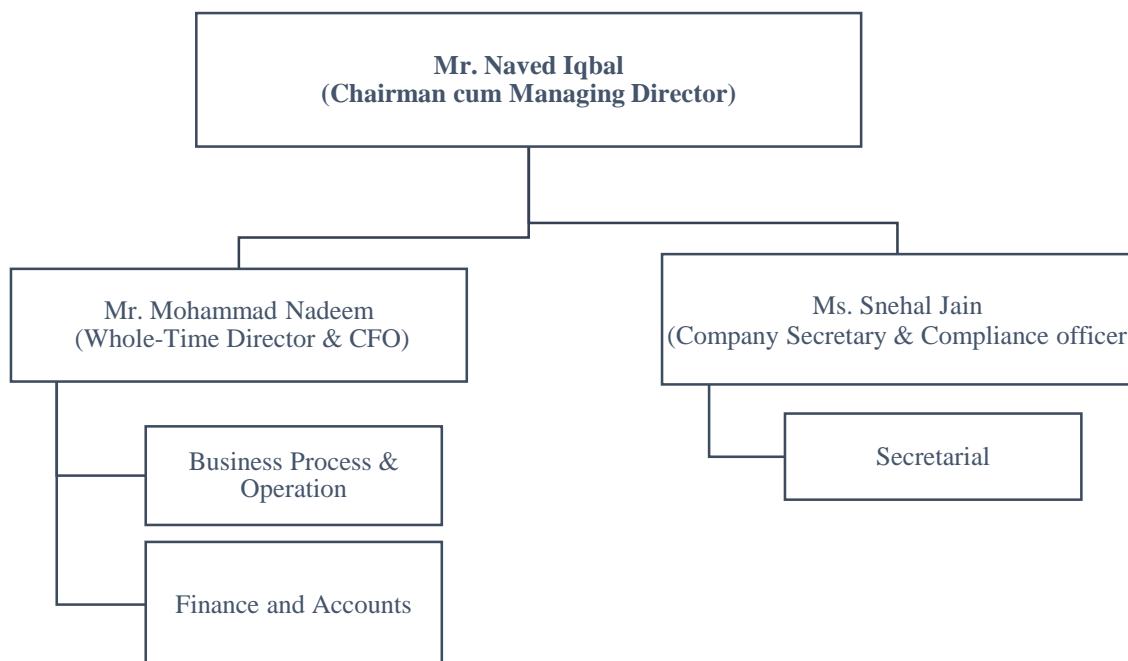 Mr. Naved Iqbal
(Chairman cum Managing Director)
Mr. Mohammad Nadeem
(Whole-Time Director & CFO)
Ms. Snehal Jain
(Company Secretary & Compliance officer
Business Process &
Operation
Secretarial
Finance and Accounts